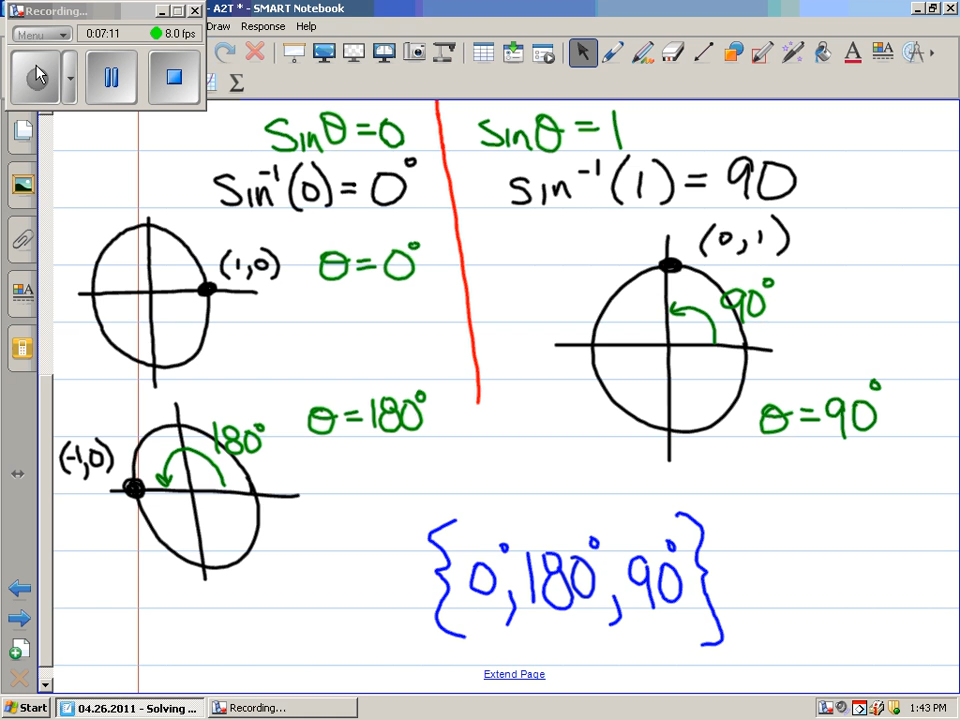 Recording...
- A2T * - SMART Notebook
Menu
0:07:11
8.0 fps
Draw Response Help
sinθ = 0
sin⁻¹(0) = 0°
(1,0)
θ = 0°
180°
(-1,0)
θ = 180°
sinθ = 1
sin⁻¹(1) = 90
(0,1)
90°
θ = 90°
{0°, 180°, 90°}
Extend Page
Start
04.26.2011 - Solving ...
Recording...
1:43 PM